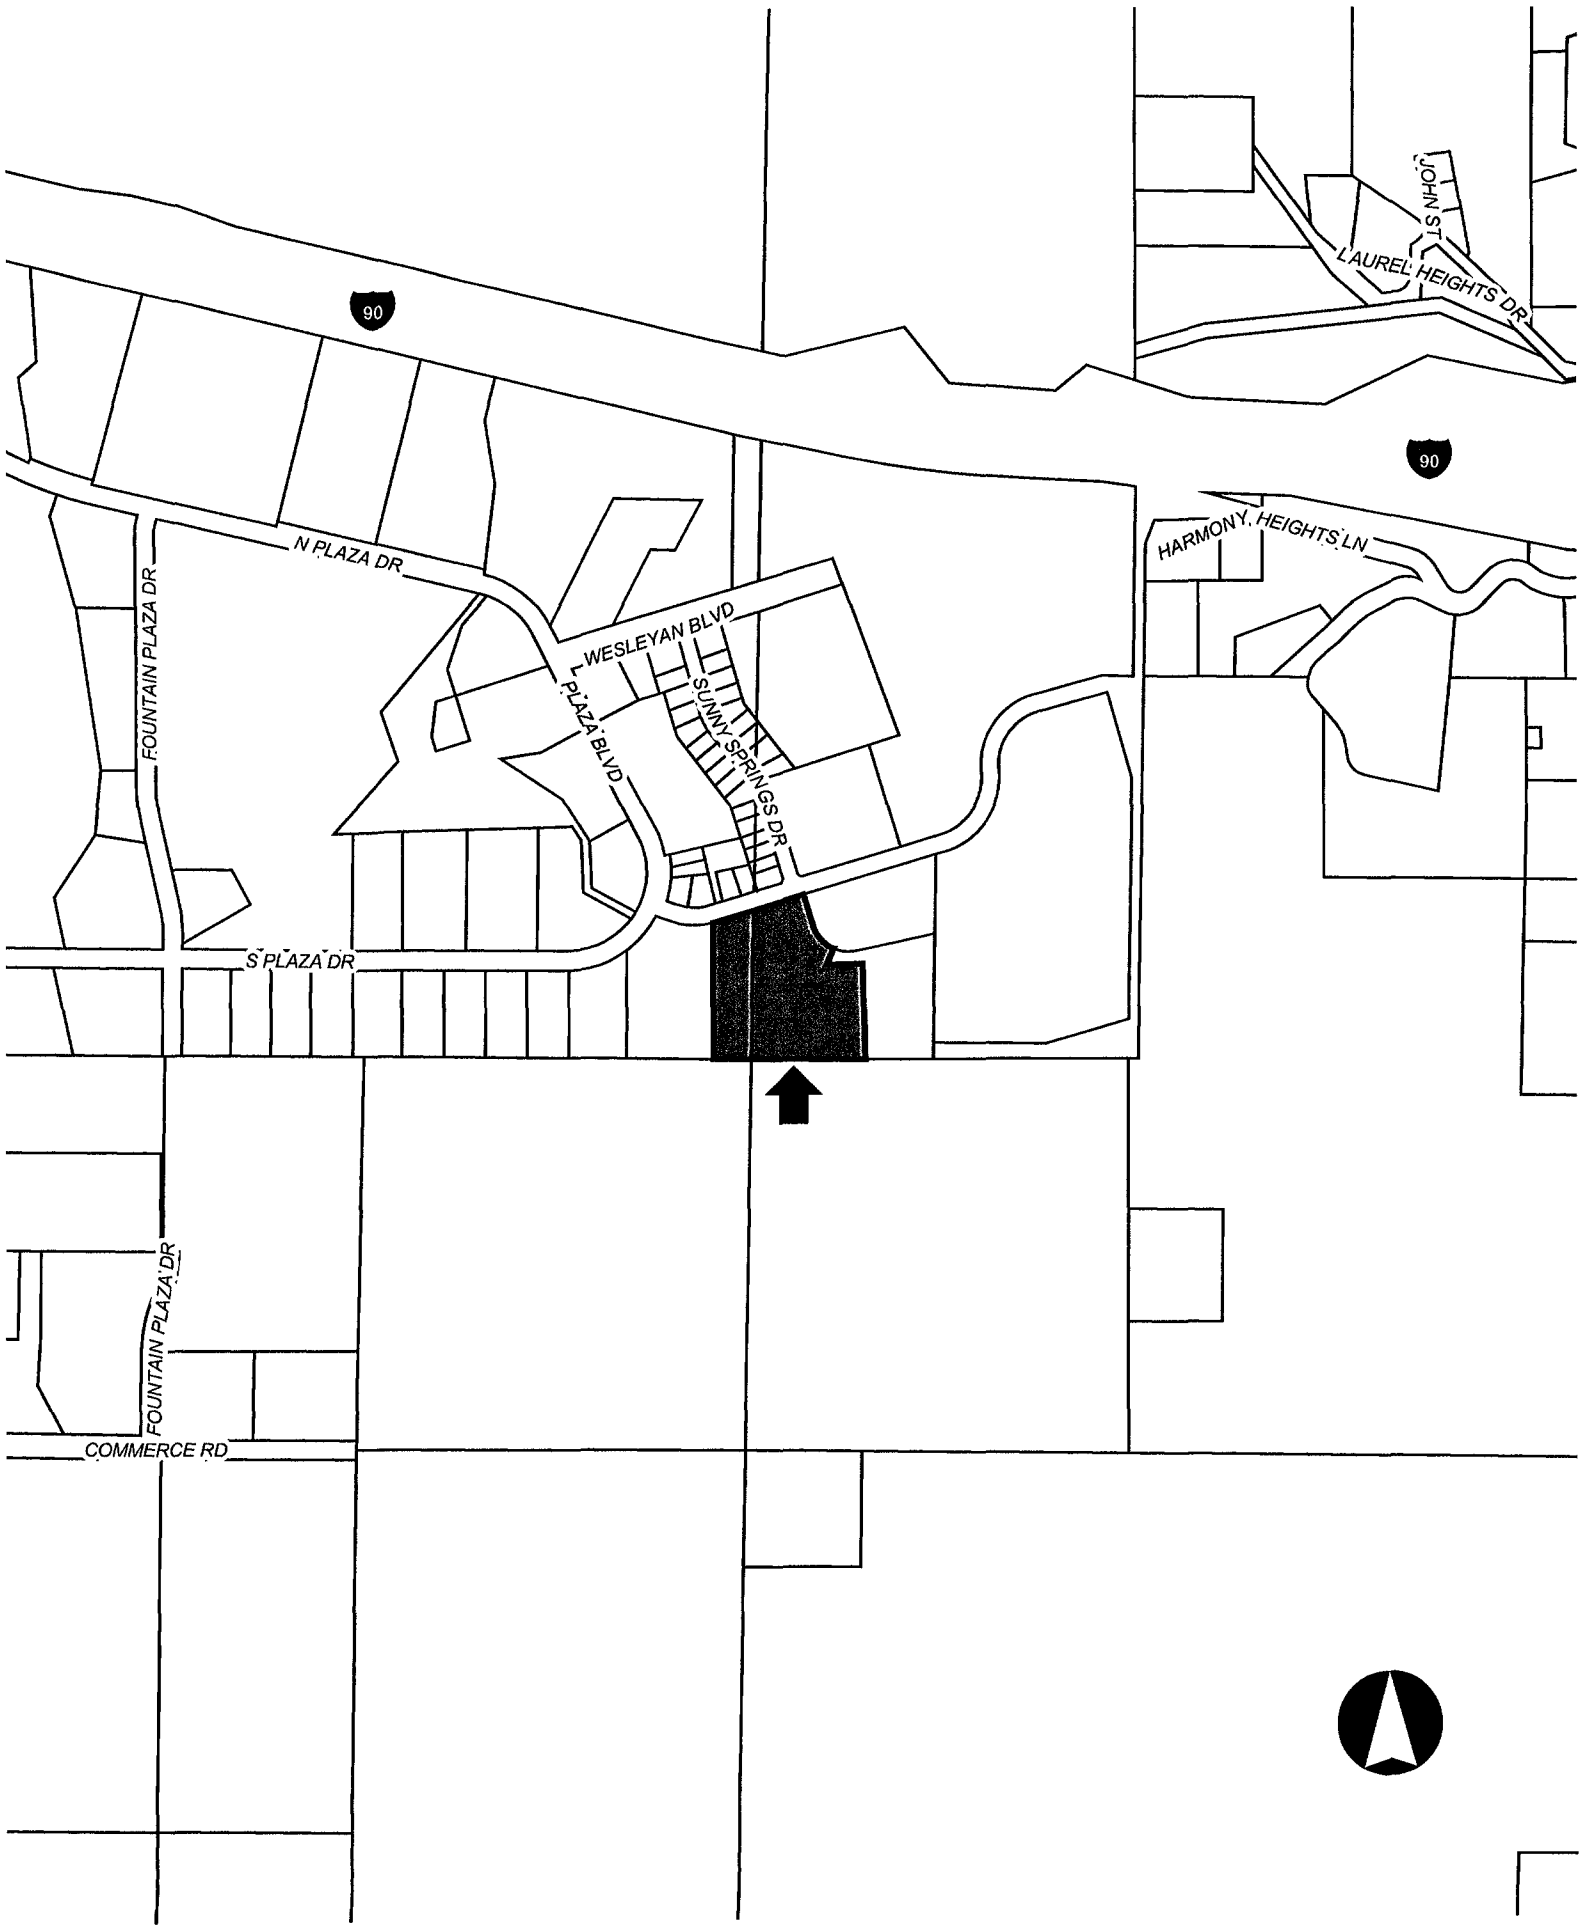 JOHN ST
LAUREL HEIGHTS DR
90
90
HARMONY HEIGHTS LN
N PLAZA DR
FOUNTAIN PLAZA DR
WESLEYAN BLVD
PLAZA BLVD
SUNNY SPRINGS DR
S PLAZA DR
FOUNTAIN PLAZA DR
COMMERCE RD